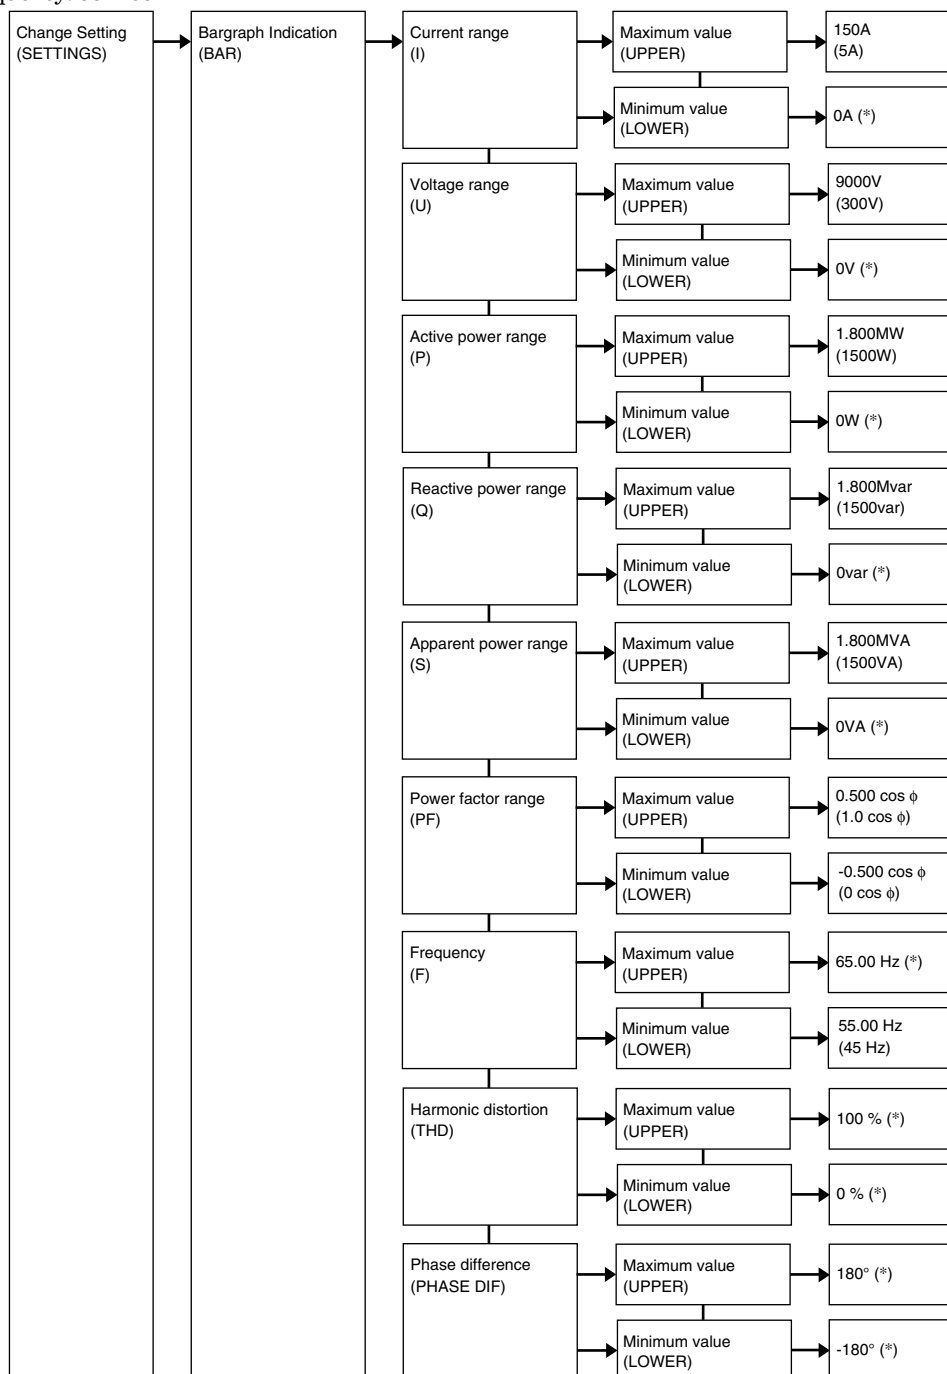 Change Setting
(SETTINGS)
Bargraph Indication
(BAR)
Current range
(I)
Maximum value
(UPPER)
150A
(5A)
Minimum value
(LOWER)
0A (*)
Voltage range
(U)
Maximum value
(UPPER)
9000V
(300V)
Minimum value
(LOWER)
0V (*)
Active power range
(P)
Maximum value
(UPPER)
1.800MW
(1500W)
Minimum value
(LOWER)
0W (*)
Reactive power range
(Q)
Maximum value
(UPPER)
1.800Mvar
(1500var)
Minimum value
(LOWER)
0var (*)
Apparent power range
(S)
Maximum value
(UPPER)
1.800MVA
(1500VA)
Minimum value
(LOWER)
0VA (*)
Power factor range
(PF)
Maximum value
(UPPER)
0.500 cos ϕ
(1.0 cos ϕ)
Minimum value
(LOWER)
-0.500 cos ϕ
(0 cos ϕ)
Frequency
(F)
Maximum value
(UPPER)
65.00 Hz (*)
Minimum value
(LOWER)
55.00 Hz
(45 Hz)
Harmonic distortion
(THD)
Maximum value
(UPPER)
100 % (*)
Minimum value
(LOWER)
0 % (*)
Phase difference
(PHASE DIF)
Maximum value
(UPPER)
180° (*)
Minimum value
(LOWER)
-180° (*)